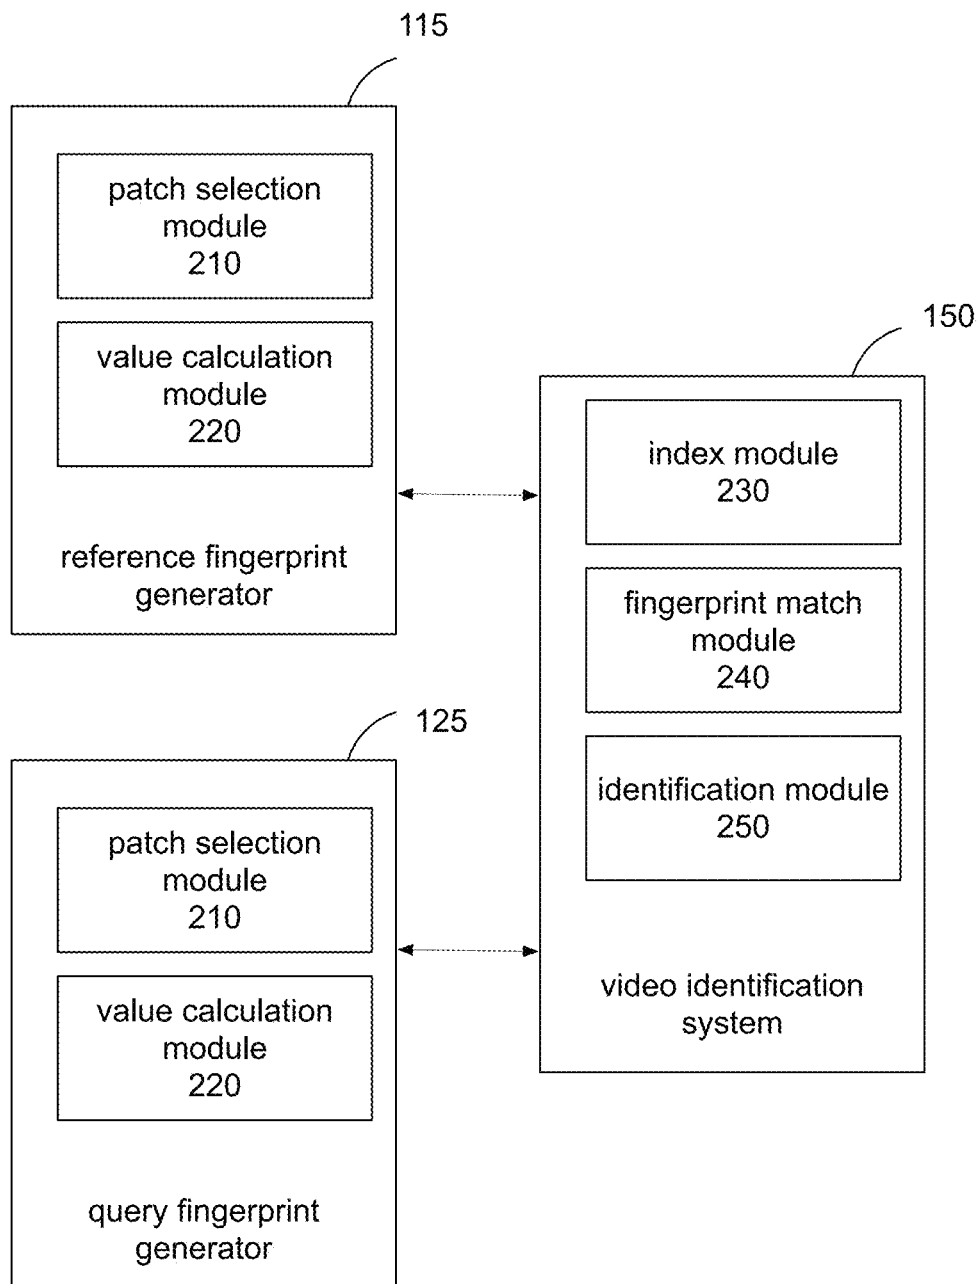 115
patch selection
module
210
value calculation
module
220
reference fingerprint
generator
150
index module
230
fingerprint match
module
240
identification module
250
video identification
system
125
patch selection
module
210
value calculation
module
220
query fingerprint
generator